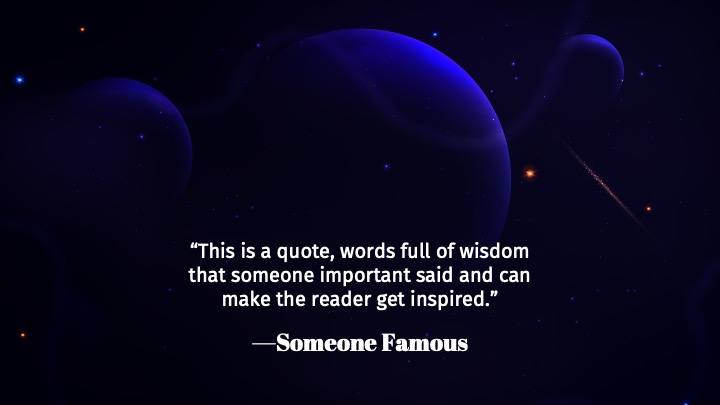 “This is a quote, words full of wisdom
that someone important said and can
make the reader get inspired.”
—Someone Famous